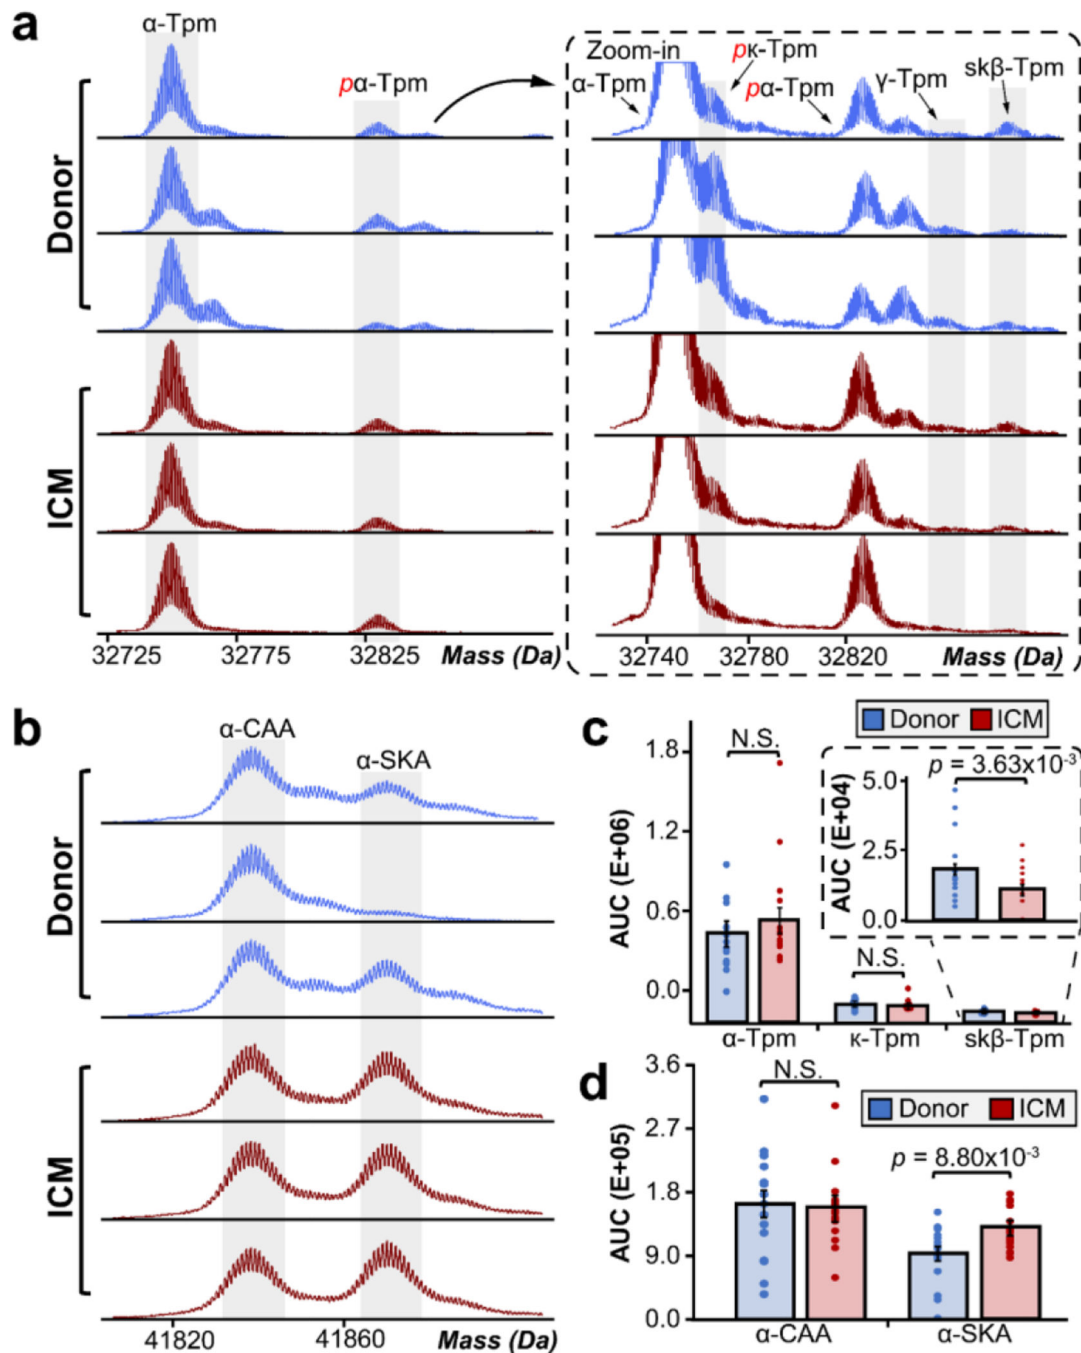 a
α-Tpm
pα-Tpm
Zoom-in
α-Tpm
pκ-Tpm
pα-Tpm
γ-Tpm
skβ-Tpm
Donor
ICM
32725
32775
32825
Mass (Da)
32740
32780
32820
Mass (Da)
b
α-CAA
α-SKA
Donor
ICM
41820
41860
Mass (Da)
c
Donor
ICM
N.S.
p = 3.63x10-3
AUC (E+06)
1.8
1.2
0.6
0.0
AUC (E+04)
5.0
2.5
0.0
N.S.
α-Tpm
κ-Tpm
skβ-Tpm
d
N.S.
Donor
ICM
p = 8.80x10-3
AUC (E+05)
3.6
2.7
1.8
9.0
0.0
α-CAA
α-SKA